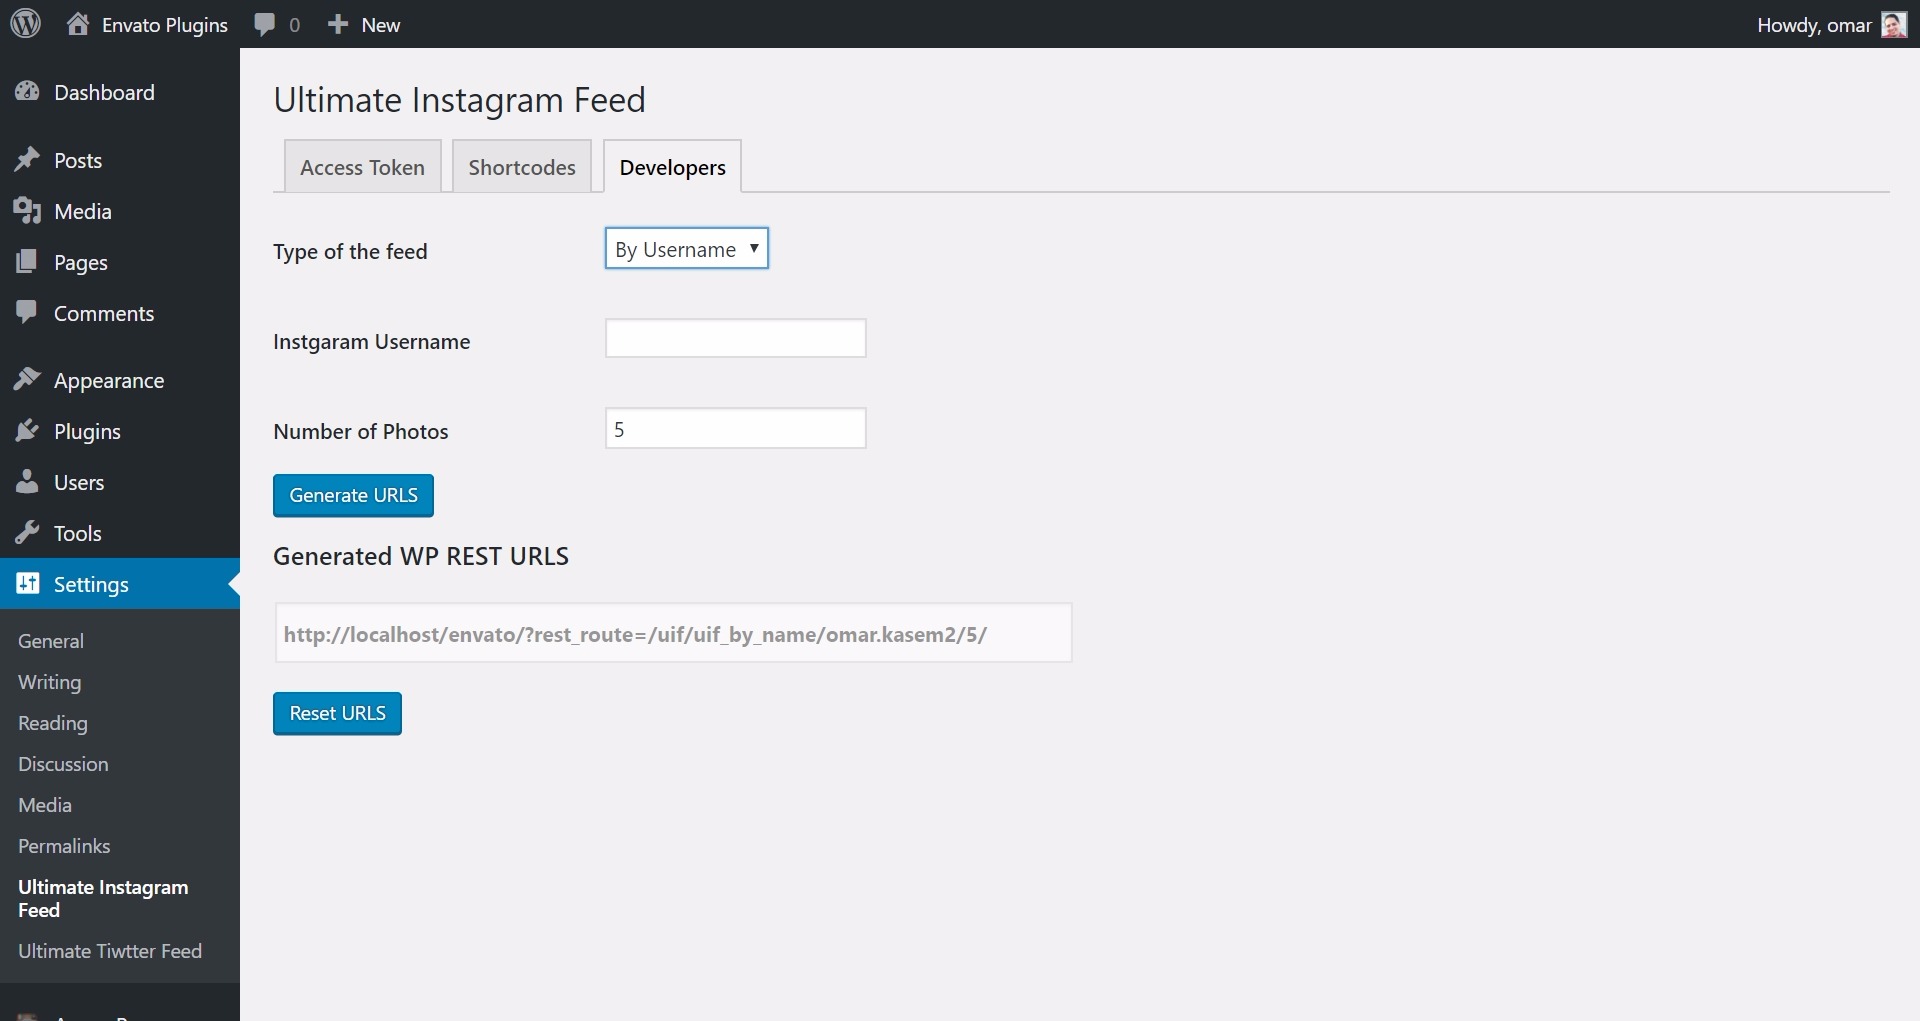 Envato Plugins 0 New Howdy, omar
Dashboard
Posts
Media
Pages
Comments
Appearance
Plugins
Users
Tools
Settings
General
Writing
Reading
Discussion
Media
Permalinks
Ultimate Instagram
Feed
Ultimate Tiwtter Feed
Ultimate Instagram Feed
Access Token Shortcodes Developers
Type of the feed By Username
Instgaram Username
Number of Photos 5
Generate URLS
Generated WP REST URLS
http://localhost/envato/?rest_route=/uif/uif_by_name/omar.kasem2/5/
Reset URLS